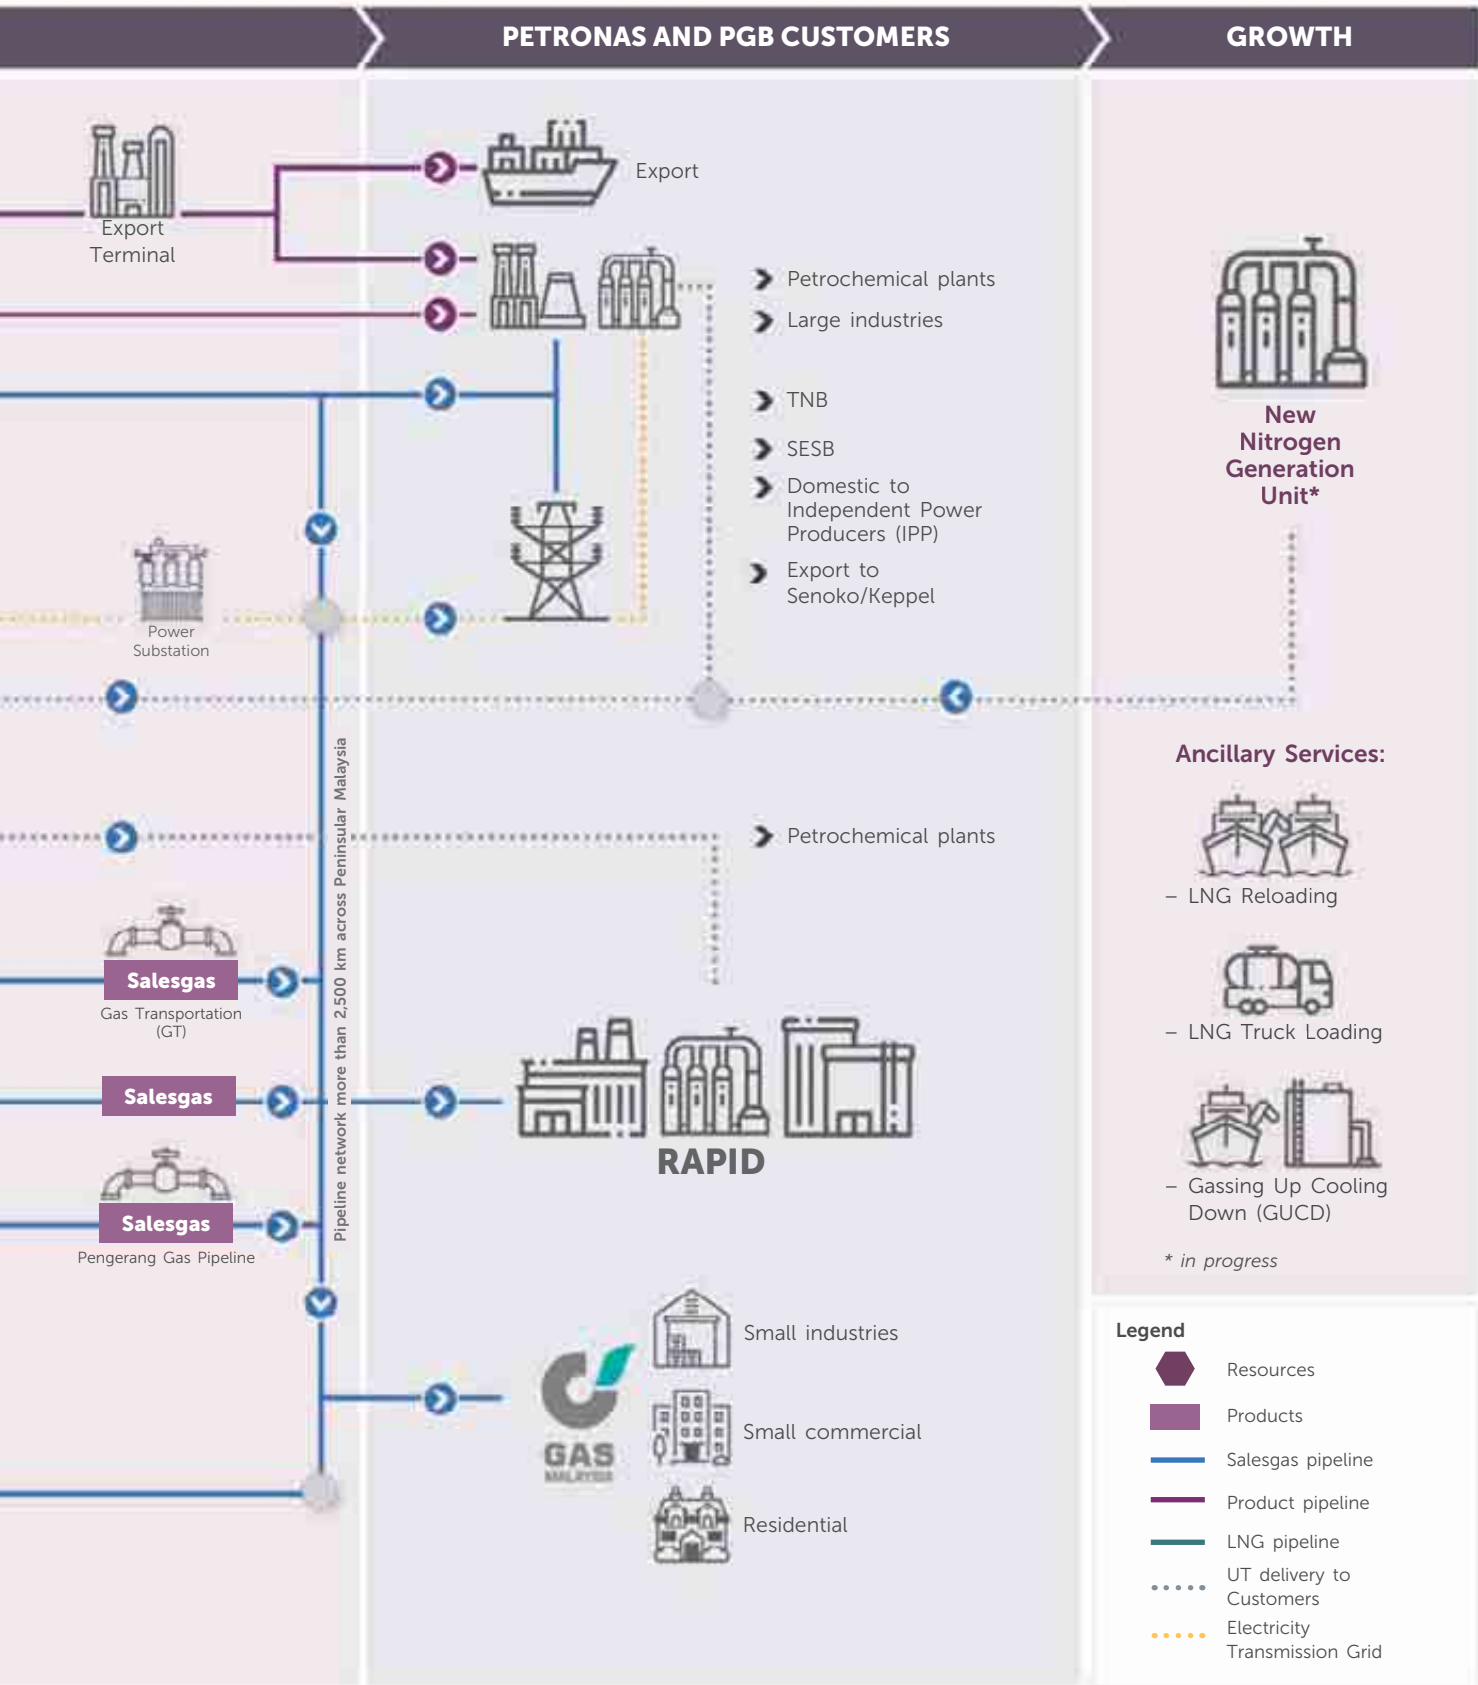 PETRONAS AND PGB CUSTOMERS
GROWTH
Export
Terminal
Export
Petrochemical plants
Large industries
TNB
SESB
Domestic to
Independent Power
Producers (IPP)
Export to
Senoko/Keppel
New
Nitrogen
Generation
Unit*
Power
Substation
Pipeline network more than 2,500 km across Peninsular Malaysia
Petrochemical plants
Ancillary Services:
– LNG Reloading
– LNG Truck Loading
– Gassing Up Cooling
Down (GUCD)
* in progress
Salesgas
Gas Transportation
(GT)
Salesgas
Salesgas
Pengerang Gas Pipeline
RAPID
GAS
MALAYSIA
Small industries
Small commercial
Residential
Legend
Resources
Products
Salesgas pipeline
Product pipeline
LNG pipeline
UT delivery to
Customers
Electricity
Transmission Grid